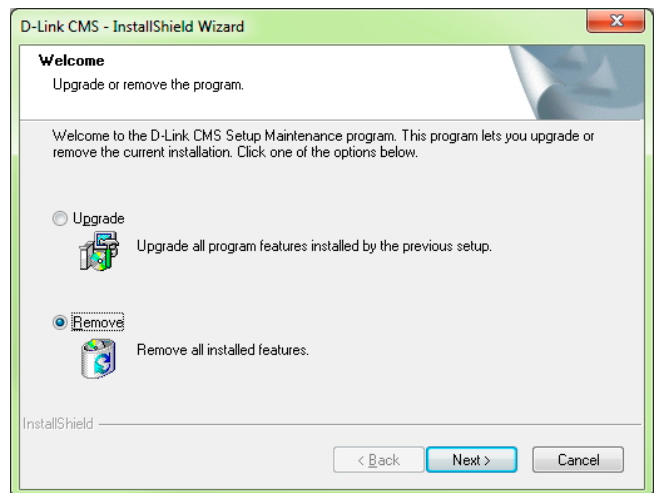 D-Link CMS - InstallShield Wizard
Welcome
Upgrade or remove the program.
Welcome to the D-Link CMS Setup Maintenance program. This program lets you upgrade or
remove the current installation. Click one of the options below.
Upgrade
Upgrade all program features installed by the previous setup.
Remove
Remove all installed features.
InstallShield
< Back
Next >
Cancel